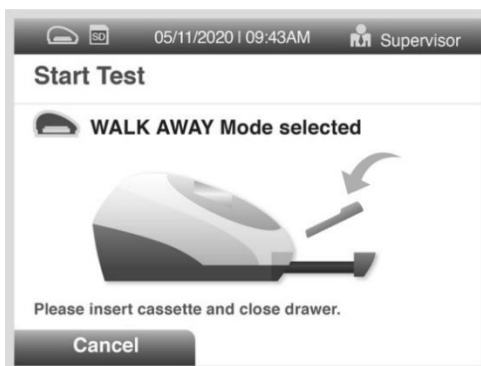 SD 05/11/2020 | 09:43AM Supervisor
Start Test
WALK AWAY Mode selected
Please insert cassette and close drawer.
Cancel